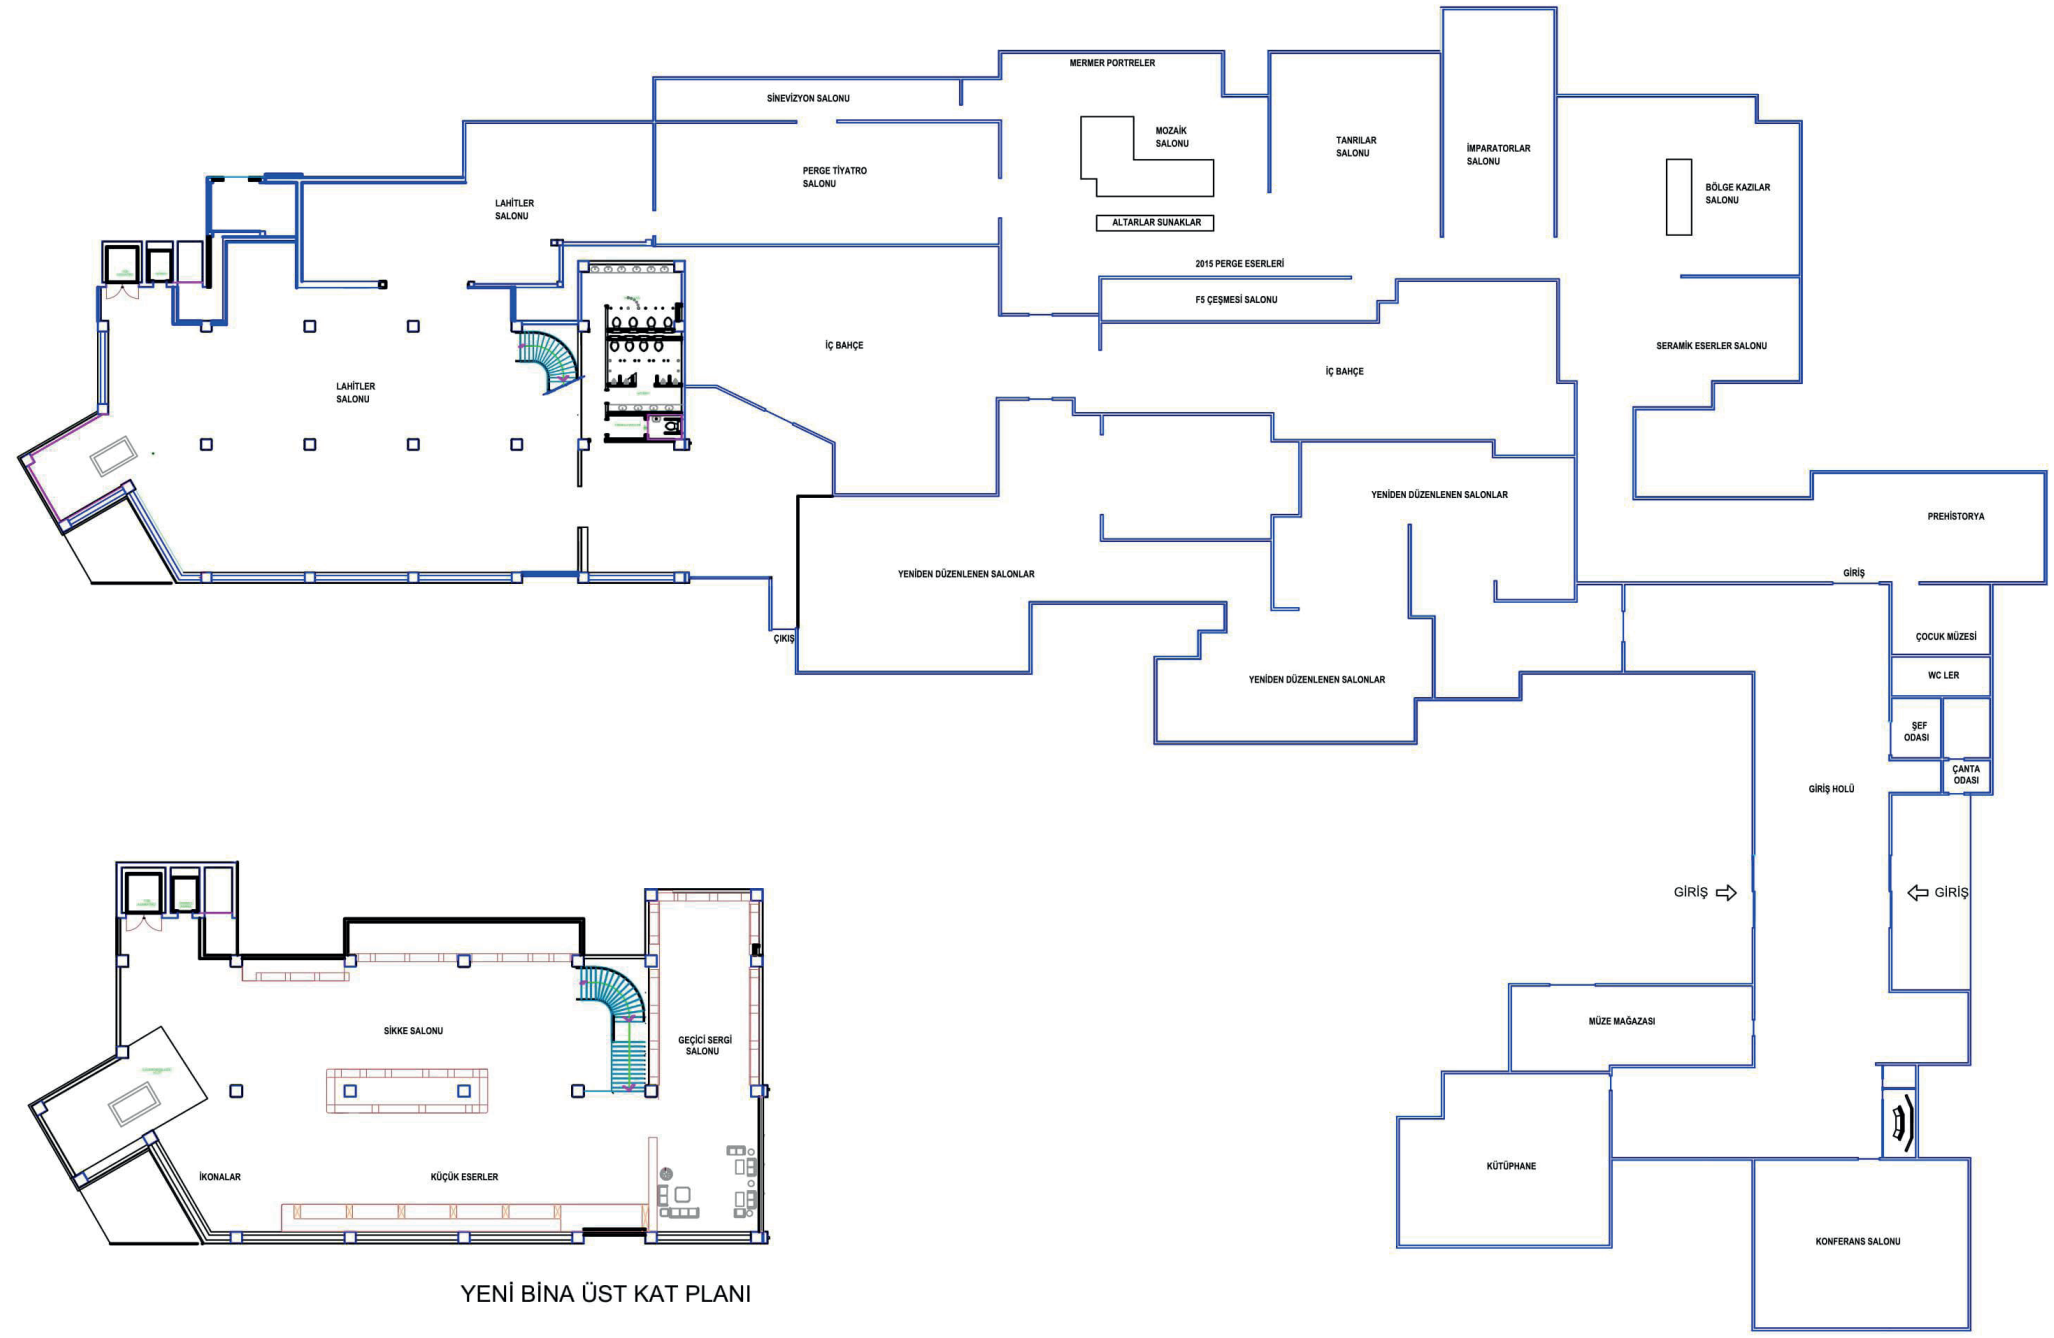 MERMER PORTRELER
SİNEVİZYON SALONU
MOZAİK
SALONU
TANRILAR
SALONU
İMPARATORLAR
SALONU
PERGE TİYATRO
SALONU
BÖLGE KAZILAR
SALONU
LAHİTLER
SALONU
ALTARLAR SUNAKLAR
2015 PERGE ESERLERİ
F5 ÇEŞMESİ SALONU
İÇ BAHÇE
SERAMİK ESERLER SALONU
İÇ BAHÇE
LAHİTLER
SALONU
YENİDEN DÜZENLENEN SALONLAR
PREHİSTORYA
YENİDEN DÜZENLENEN SALONLAR
GİRİŞ
ÇIKIŞ
ÇOCUK MÜZESİ
YENİDEN DÜZENLENEN SALONLAR
WC LER
ŞEF
ODASI
ÇANTA
ODASI
GİRİŞ HOLÜ
GİRİŞ
GİRİŞ
MÜZE MAĞAZASI
SİKKE SALONU
GEÇİCİ SERGİ
SALONU
KÜTÜPHANE
İKONALAR
KÜÇÜK ESERLER
KONFERANS SALONU
YENİ BİNA ÜST KAT PLANI